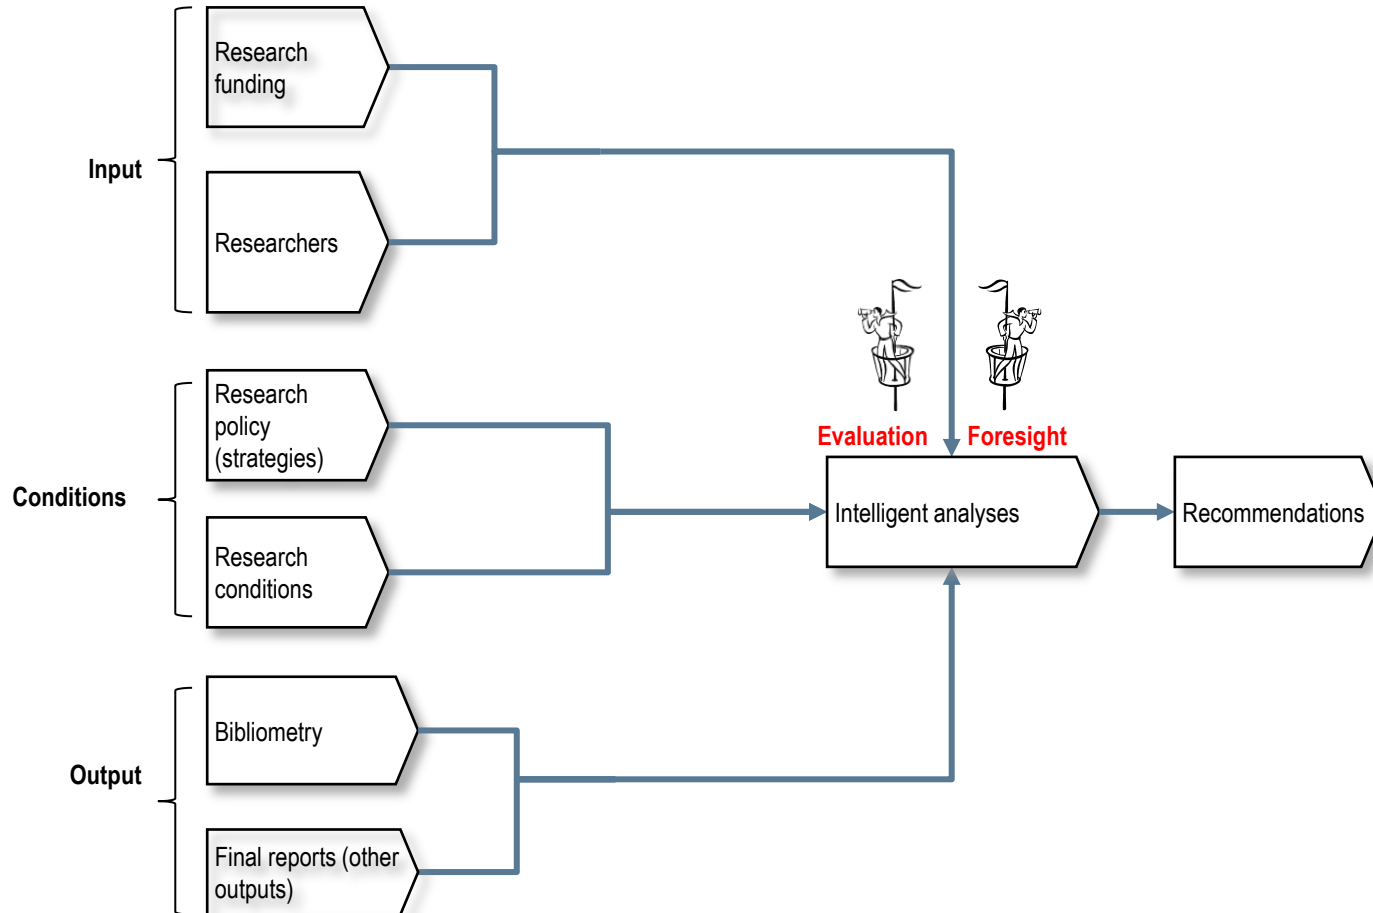 Research
funding
Input
Researchers
Research
policy
(strategies)
Evaluation
Foresight
Conditions
Intelligent analyses
Recommendations
Research
conditions
Bibliometry
Output
Final reports (other
outputs)